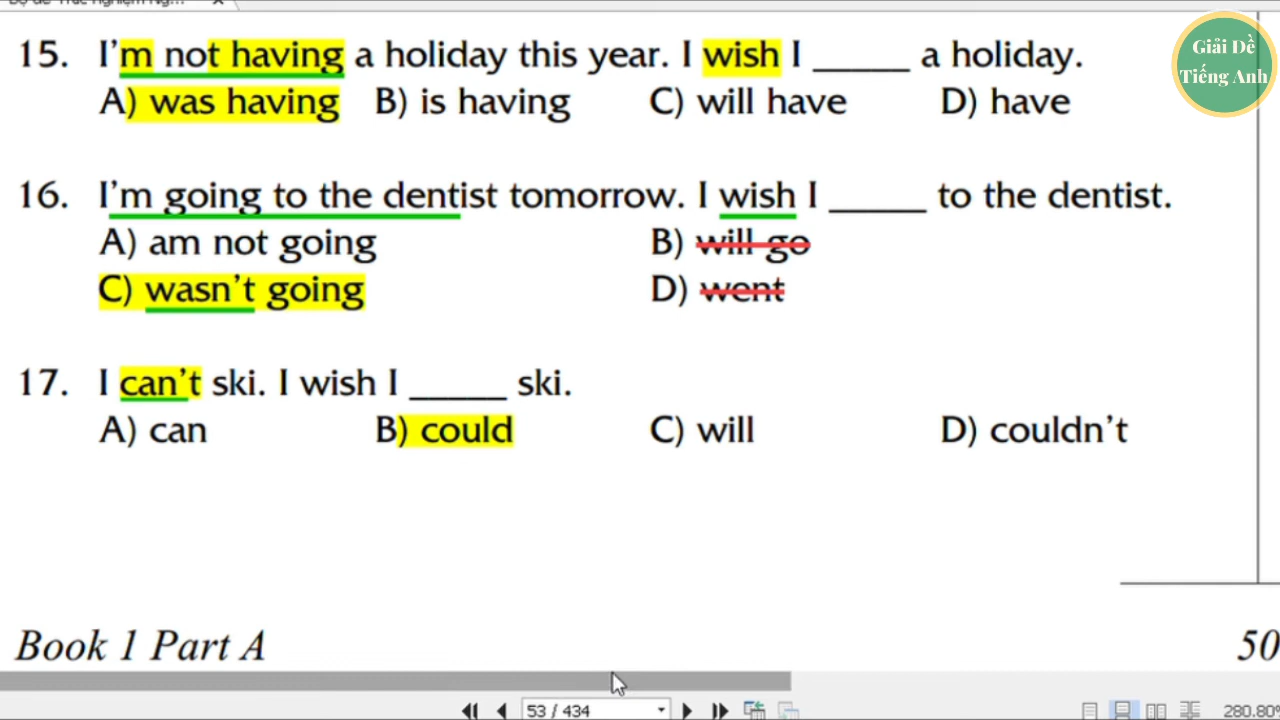 15. I'm not having a holiday this year. I wish I _____ a holiday.
A) was having B) is having C) will have D) have
16. I'm going to the dentist tomorrow. I wish I _____ to the dentist.
A) am not going B) will go
C) wasn't going D) went
17. I can't ski. I wish I _____ ski.
A) can B) could C) will D) couldn't
Book 1 Part A 50
53 / 434
280.80%
Giải Đề
Tiếng Anh